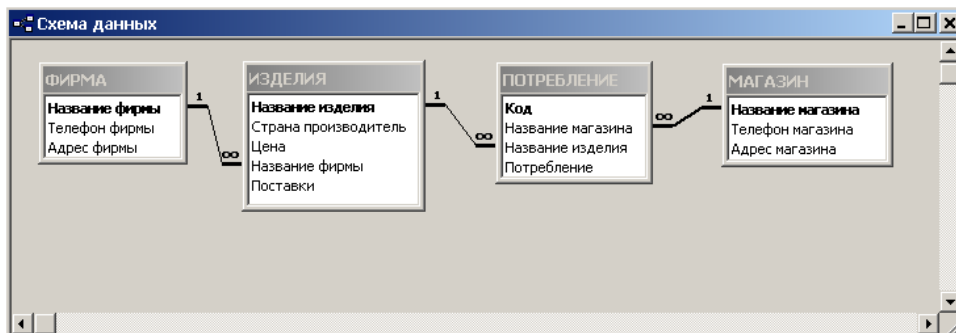 Схема данных
ФИРМА
Название фирмы
Телефон фирмы
Адрес фирмы
1
∞
ИЗДЕЛИЯ
Название изделия
Страна производитель
Цена
Название фирмы
Поставки
1
∞
ПОТРЕБЛЕНИЕ
Код
Название магазина
Название изделия
Потребление
∞
1
МАГАЗИН
Название магазина
Телефон магазина
Адрес магазина